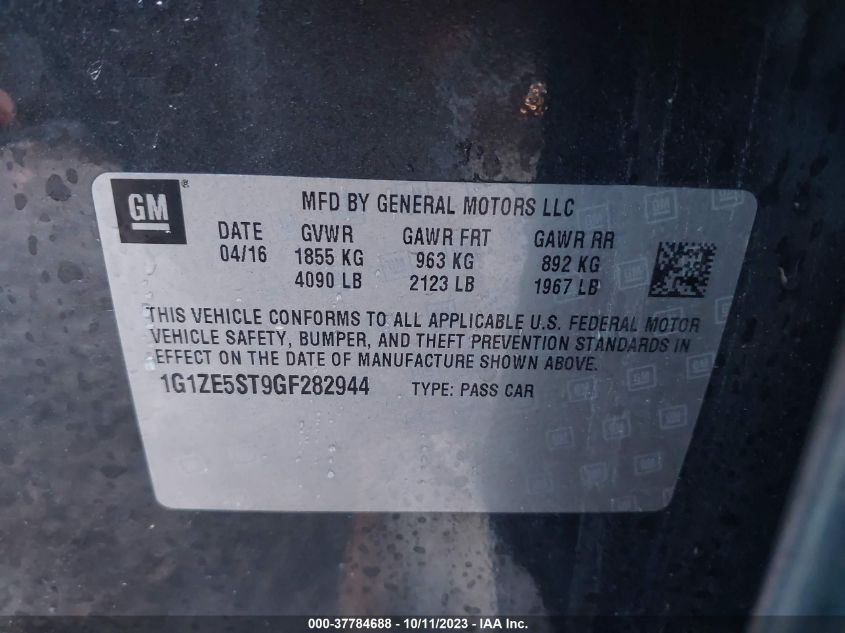 GM
MFD BY GENERAL MOTORS LLC
DATE GVWR GAWR FRT GAWR RR
04/16 1855 KG 963 KG 892 KG
4090 LB 2123 LB 1967 LB
THIS VEHICLE CONFORMS TO ALL APPLICABLE U.S. FEDERAL MOTOR
VEHICLE SAFETY, BUMPER, AND THEFT PREVENTION STANDARDS IN
EFFECT ON THE DATE OF MANUFACTURE SHOWN ABOVE.
1G1ZE5ST9GF282944 TYPE: PASS CAR
000-37784688 - 10/11/2023 - IAA Inc.